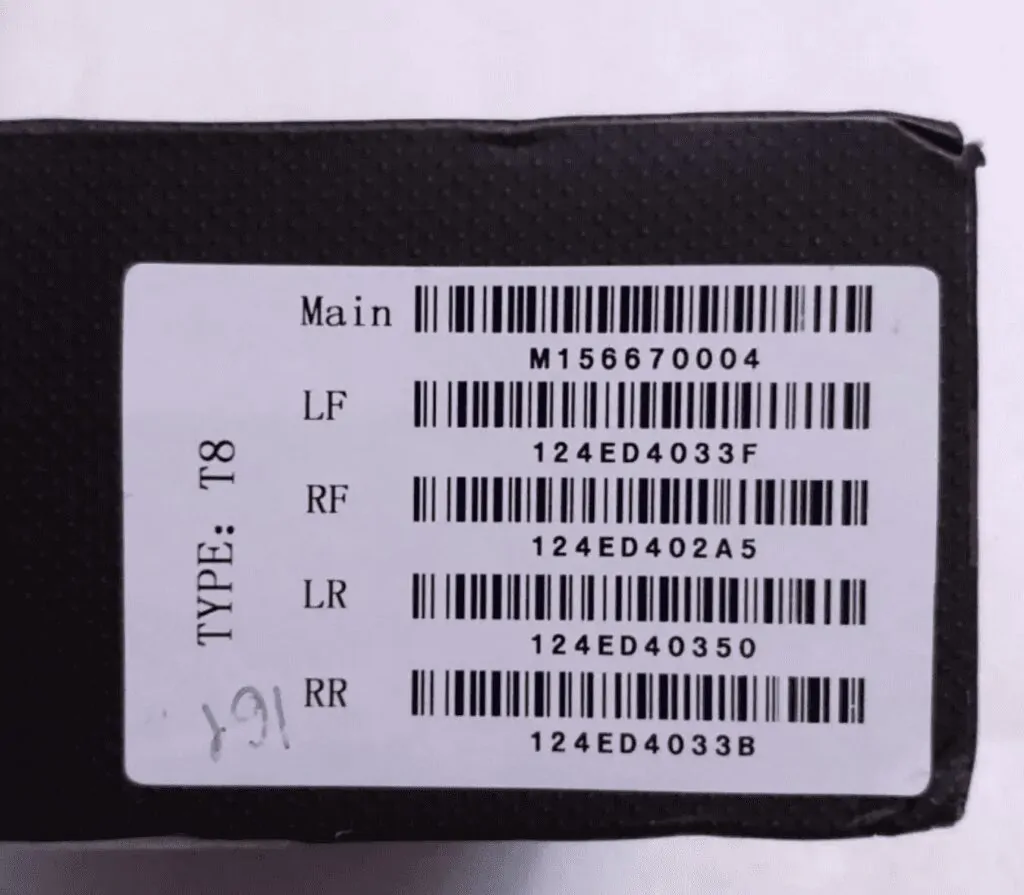 Main
M156670004
LF
124ED4033F
RF
124ED402A5
LR
124ED40350
RR
124ED4033B
TYPE: T8